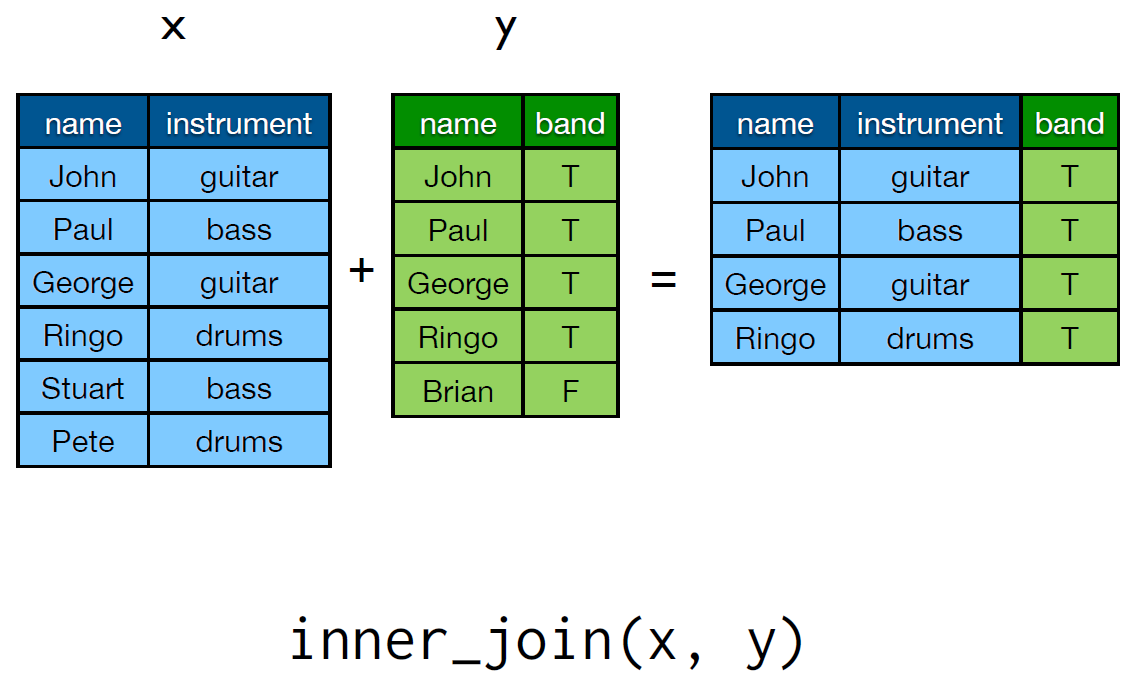 x y
name instrument name band name instrument band
John guitar John T John guitar T
Paul bass Paul T Paul bass T
George guitar + George T = George guitar T
Ringo drums Ringo T Ringo drums T
Stuart bass Brian F
Pete drums
inner_join(x, y)